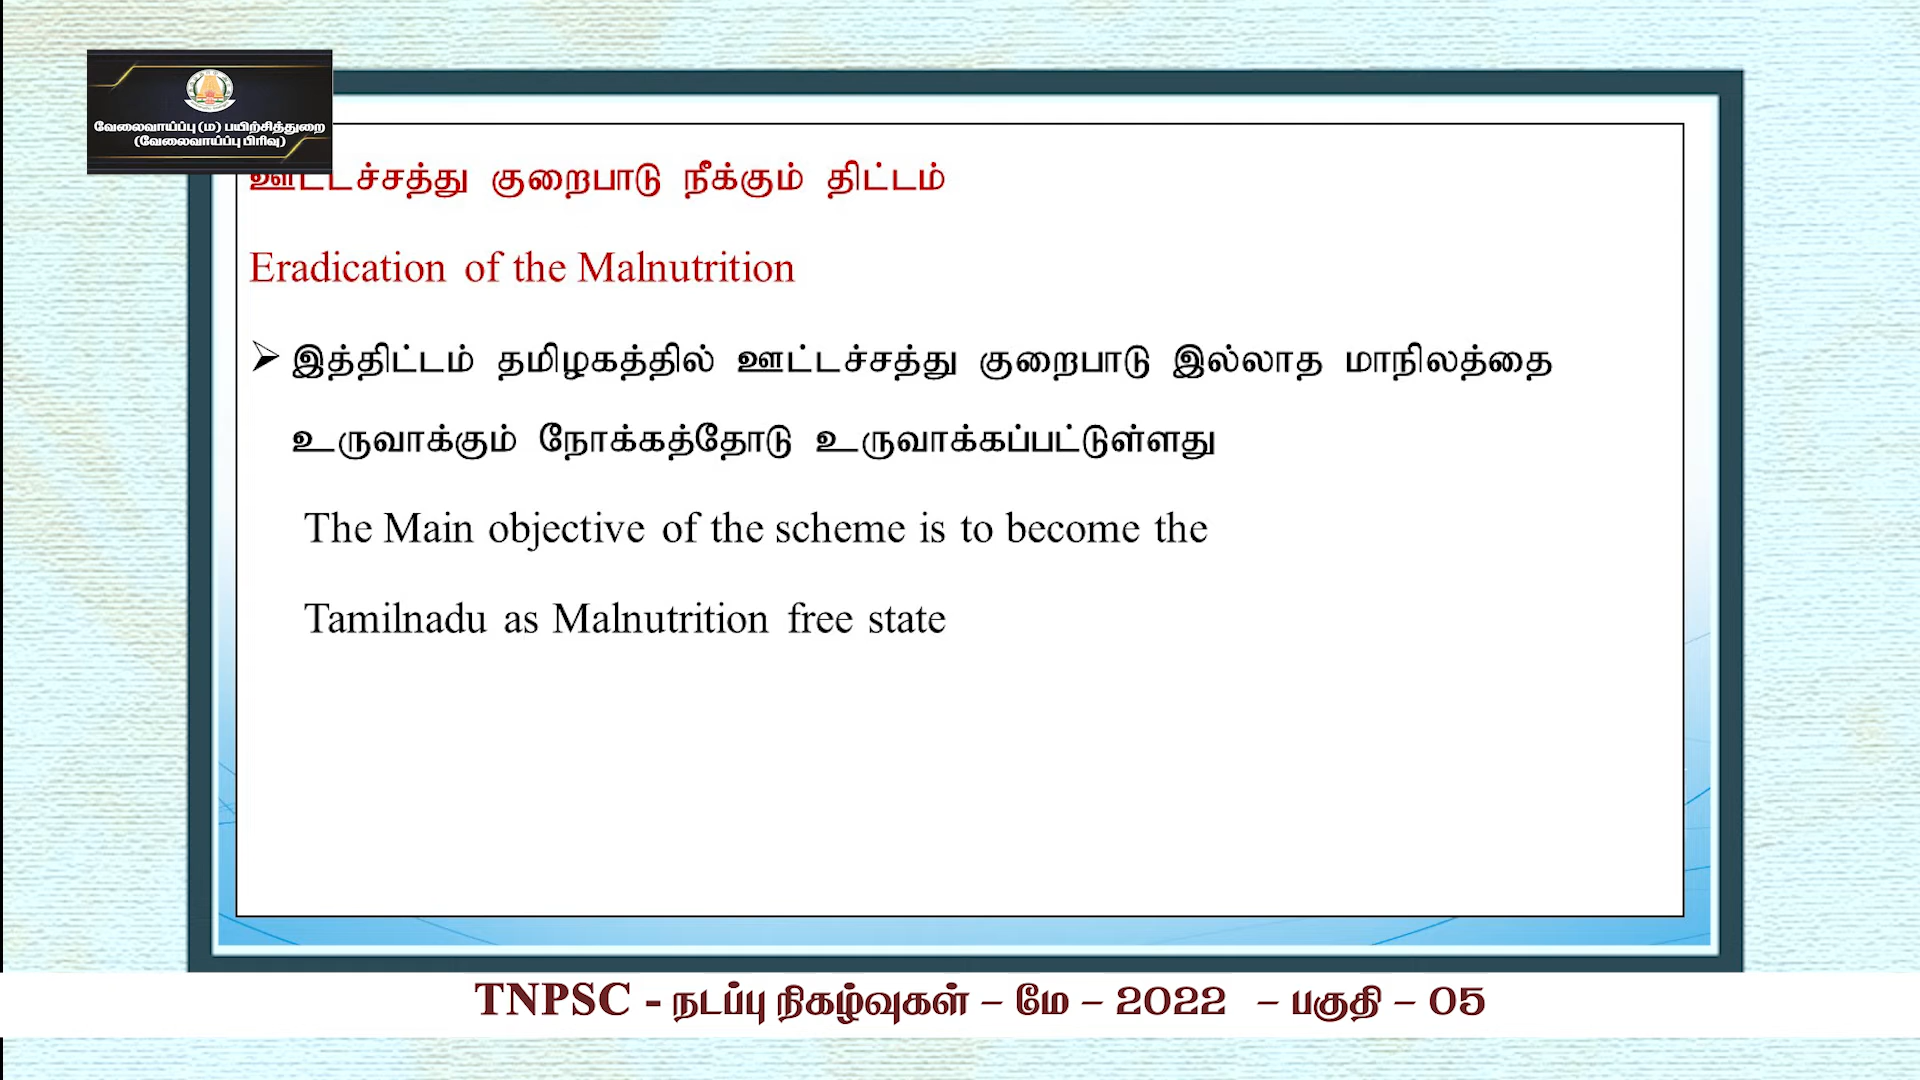 வேலைவாய்ப்பு (ம) பயிற்சித்துறை
(வேலைவாய்ப்பு பிரிவு)
ஊட்டச்சத்து குறைபாடு நீக்கும் திட்டம்
Eradication of the Malnutrition
➢ இத்திட்டம் தமிழகத்தில் ஊட்டச்சத்து குறைபாடு இல்லாத மாநிலத்தை
உருவாக்கும் நோக்கத்தோடு உருவாக்கப்பட்டுள்ளது
The Main objective of the scheme is to become the
Tamilnadu as Malnutrition free state
TNPSC - நடப்பு நிகழ்வுகள் – மே – 2022 – பகுதி – 05